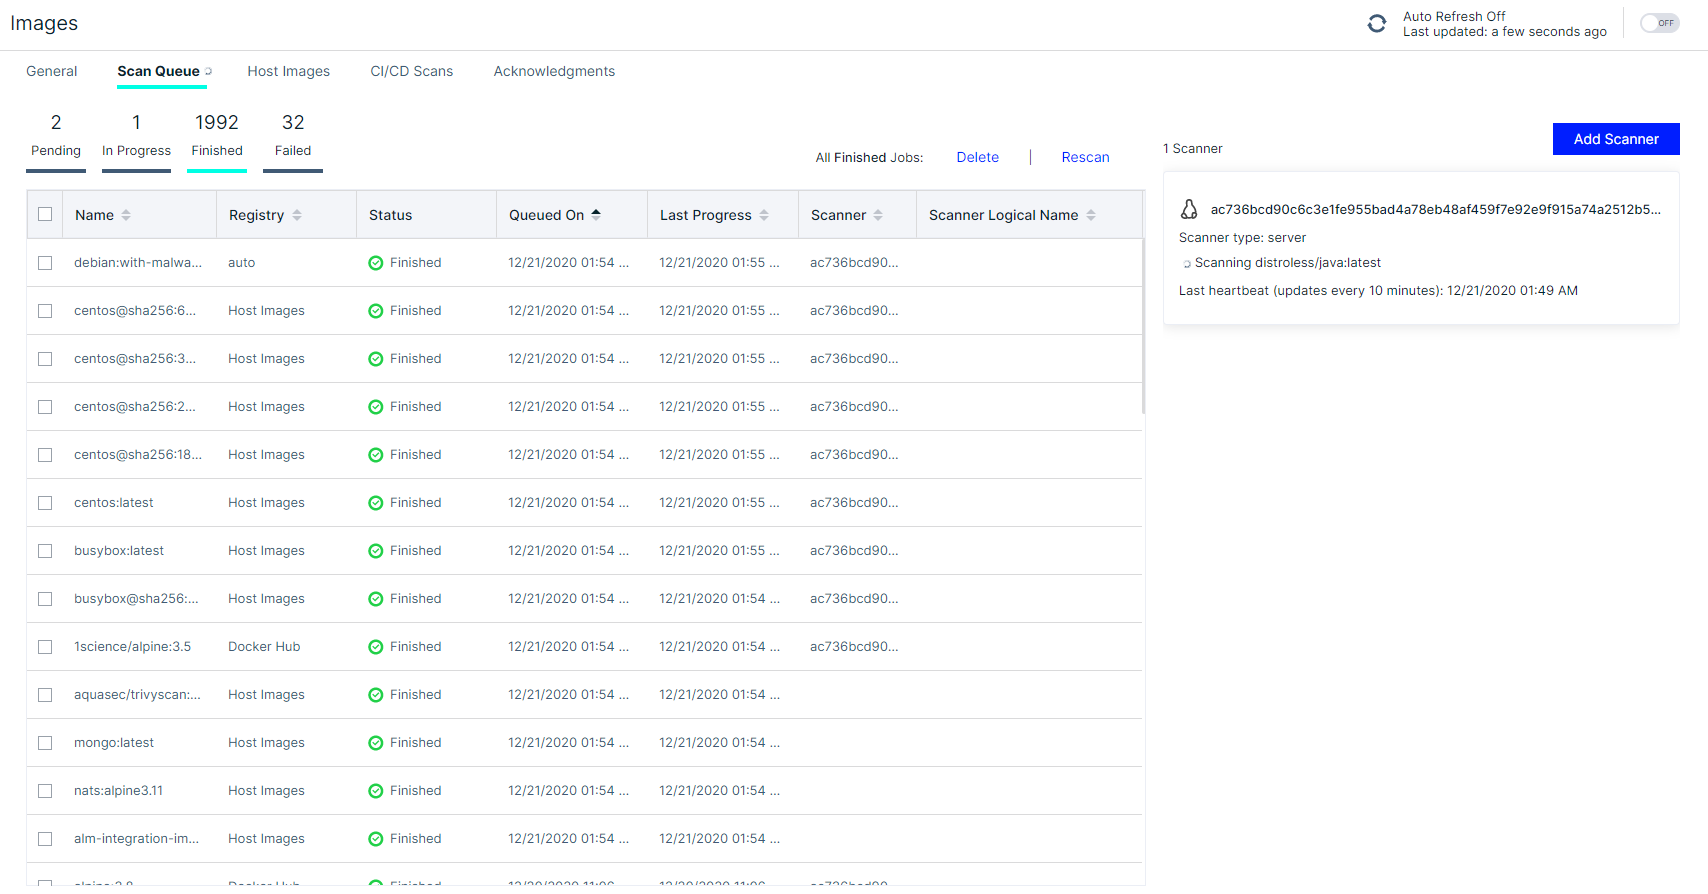 Images
Auto Refresh Off
Last updated: a few seconds ago
OFF
General Scan Queue Host Images CI/CD Scans Acknowledgments
2 1 1992 32
Pending In Progress Finished Failed
All Finished Jobs: Delete | Rescan
1 Scanner
Add Scanner
Name Registry Status Queued On Last Progress Scanner Scanner Logical Name
debian:with-malwa... auto Finished 12/21/2020 01:54 ... 12/21/2020 01:55 ... ac736bcd90...
centos@sha256:6... Host Images Finished 12/21/2020 01:54 ... 12/21/2020 01:55 ... ac736bcd90...
centos@sha256:3... Host Images Finished 12/21/2020 01:54 ... 12/21/2020 01:55 ... ac736bcd90...
centos@sha256:2... Host Images Finished 12/21/2020 01:54 ... 12/21/2020 01:55 ... ac736bcd90...
centos@sha256:18... Host Images Finished 12/21/2020 01:54 ... 12/21/2020 01:55 ... ac736bcd90...
centos:latest Host Images Finished 12/21/2020 01:54 ... 12/21/2020 01:55 ... ac736bcd90...
busybox:latest Host Images Finished 12/21/2020 01:54 ... 12/21/2020 01:55 ... ac736bcd90...
busybox@sha256:... Host Images Finished 12/21/2020 01:54 ... 12/21/2020 01:54 ... ac736bcd90...
1science/alpine:3.5 Docker Hub Finished 12/21/2020 01:54 ... 12/21/2020 01:54 ... ac736bcd90...
aquasec/trivyscan:... Host Images Finished 12/21/2020 01:54 ... 12/21/2020 01:54 ...
mongo:latest Host Images Finished 12/21/2020 01:54 ... 12/21/2020 01:54 ...
nats:alpine3.11 Host Images Finished 12/21/2020 01:54 ... 12/21/2020 01:54 ...
alm-integration-im... Host Images Finished 12/21/2020 01:54 ... 12/21/2020 01:54 ...
Docker Hub Finished
ac736bcd90c6c3e1fe955bad4a78eb48af459f7e92e9f915a74a2512b5...
Scanner type: server
Scanning distroless/java:latest
Last heartbeat (updates every 10 minutes): 12/21/2020 01:49 AM